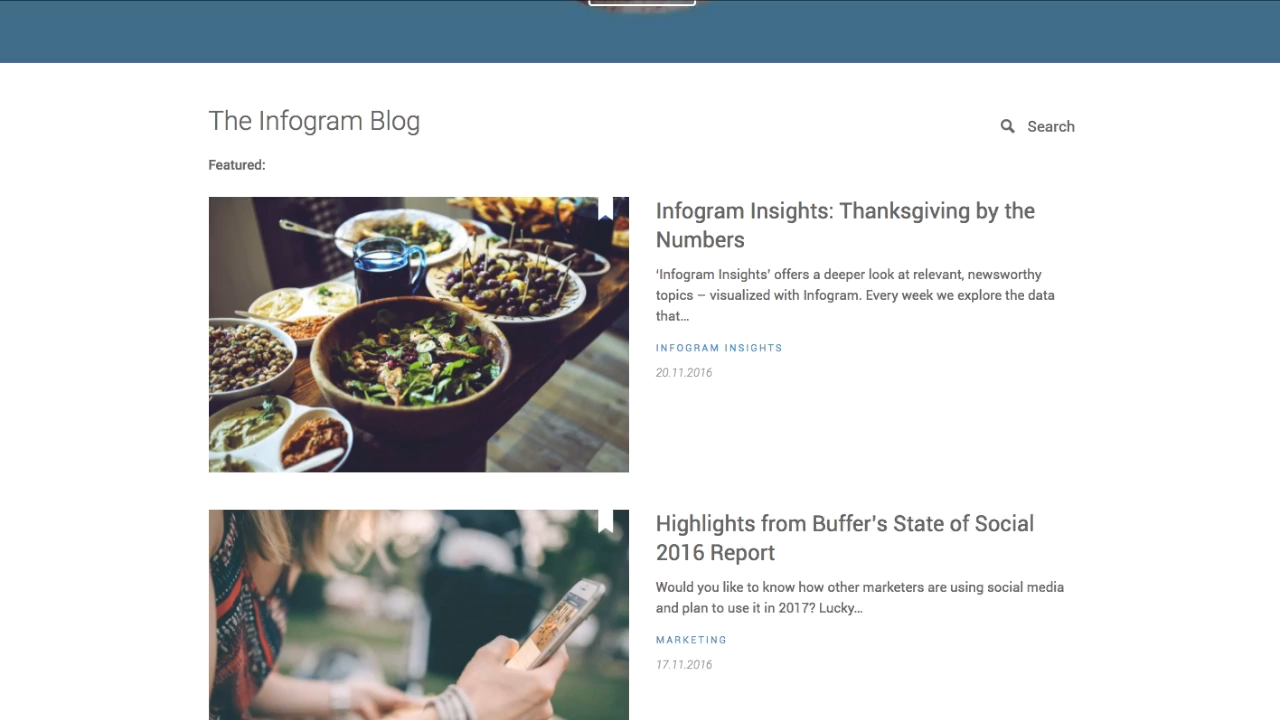 The Infogram Blog
Search
Featured:
Infogram Insights: Thanksgiving by the
Numbers
‘Infogram Insights’ offers a deeper look at relevant, newsworthy
topics – visualized with Infogram. Every week we explore the data
that...
INFOGRAM INSIGHTS
20.11.2016
Highlights from Buffer’s State of Social
2016 Report
Would you like to know how other marketers are using social media
and plan to use it in 2017? Lucky...
MARKETING
17.11.2016